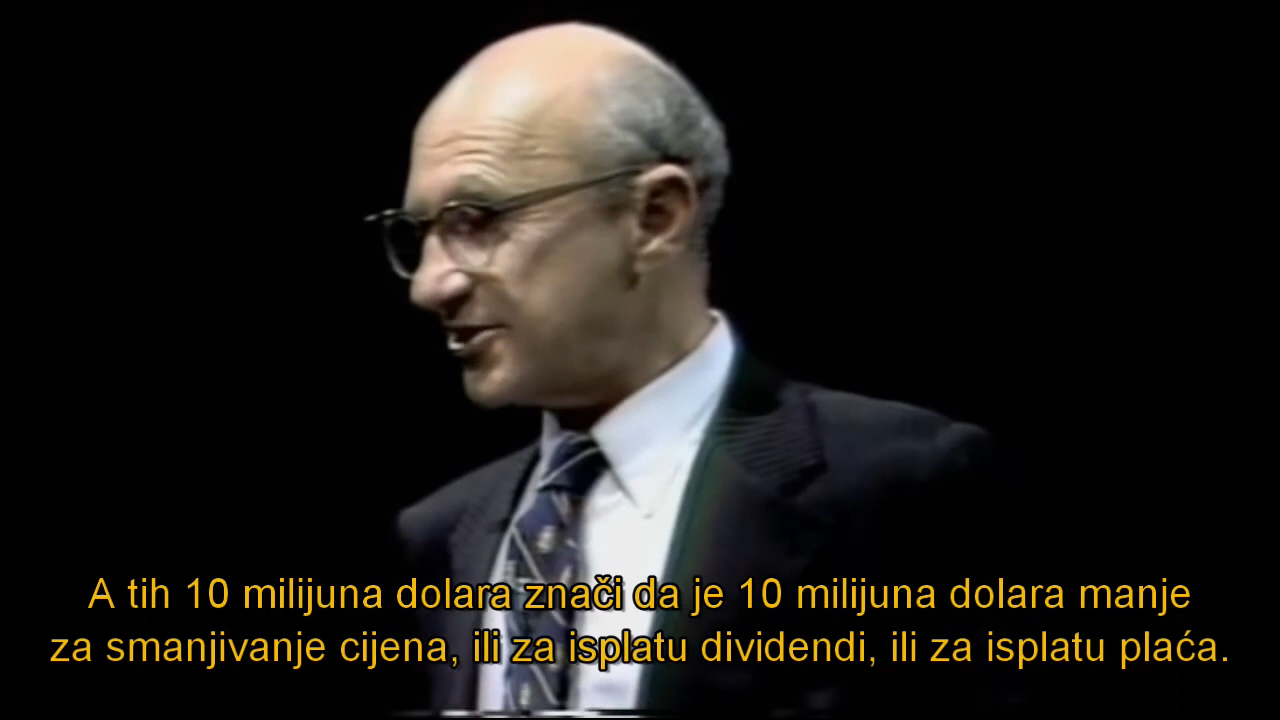 A tih 10 milijuna dolara znači da je 10 milijuna dolara manje
za smanjivanje cijena, ili za isplatu dividendi, ili za isplatu plaća.